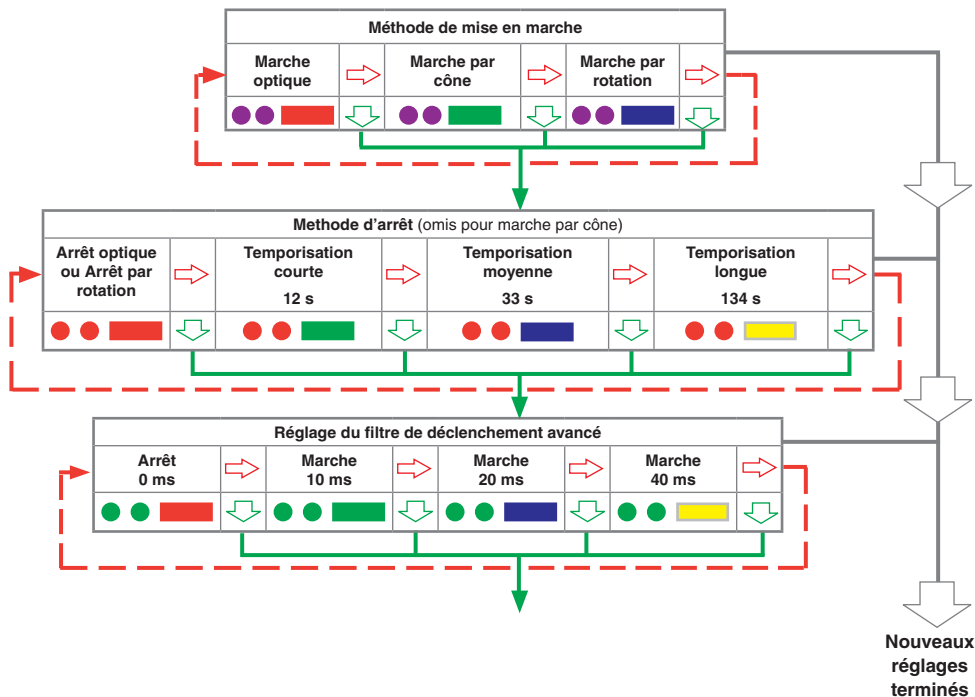 Méthode de mise en marche
Marche
optique
Marche par
cône
Marche par
rotation
Methode d'arrêt (omis pour marche par cône)
Arrêt optique
ou Arrêt par
rotation
Temporisation
courte
12 s
Temporisation
moyenne
33 s
Temporisation
longue
134 s
Réglage du filtre de déclenchement avancé
Arrêt
0 ms
Marche
10 ms
Marche
20 ms
Marche
40 ms
Nouveaux
réglages
terminés